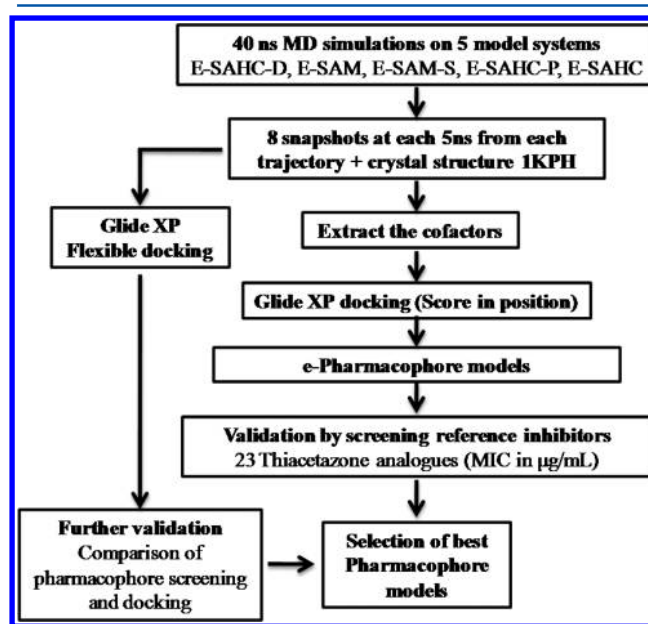 40 ns MD simulations on 5 model systems
E-SAHC-D, E-SAM, E-SAM-S, E-SAHC-P, E-SAHC
8 snapshots at each 5ns from each
trajectory + crystal structure 1KPH
Glide XP
Flexible docking
Extract the cofactors
Glide XP docking (Score in position)
e-Pharmacophore models
Validation by screening reference inhibitors
23 Thiacetazone analogues (MIC in µg/mL)
Further validation
Comparison of
pharmacophore screening
and docking
Selection of best
Pharmacophore
models